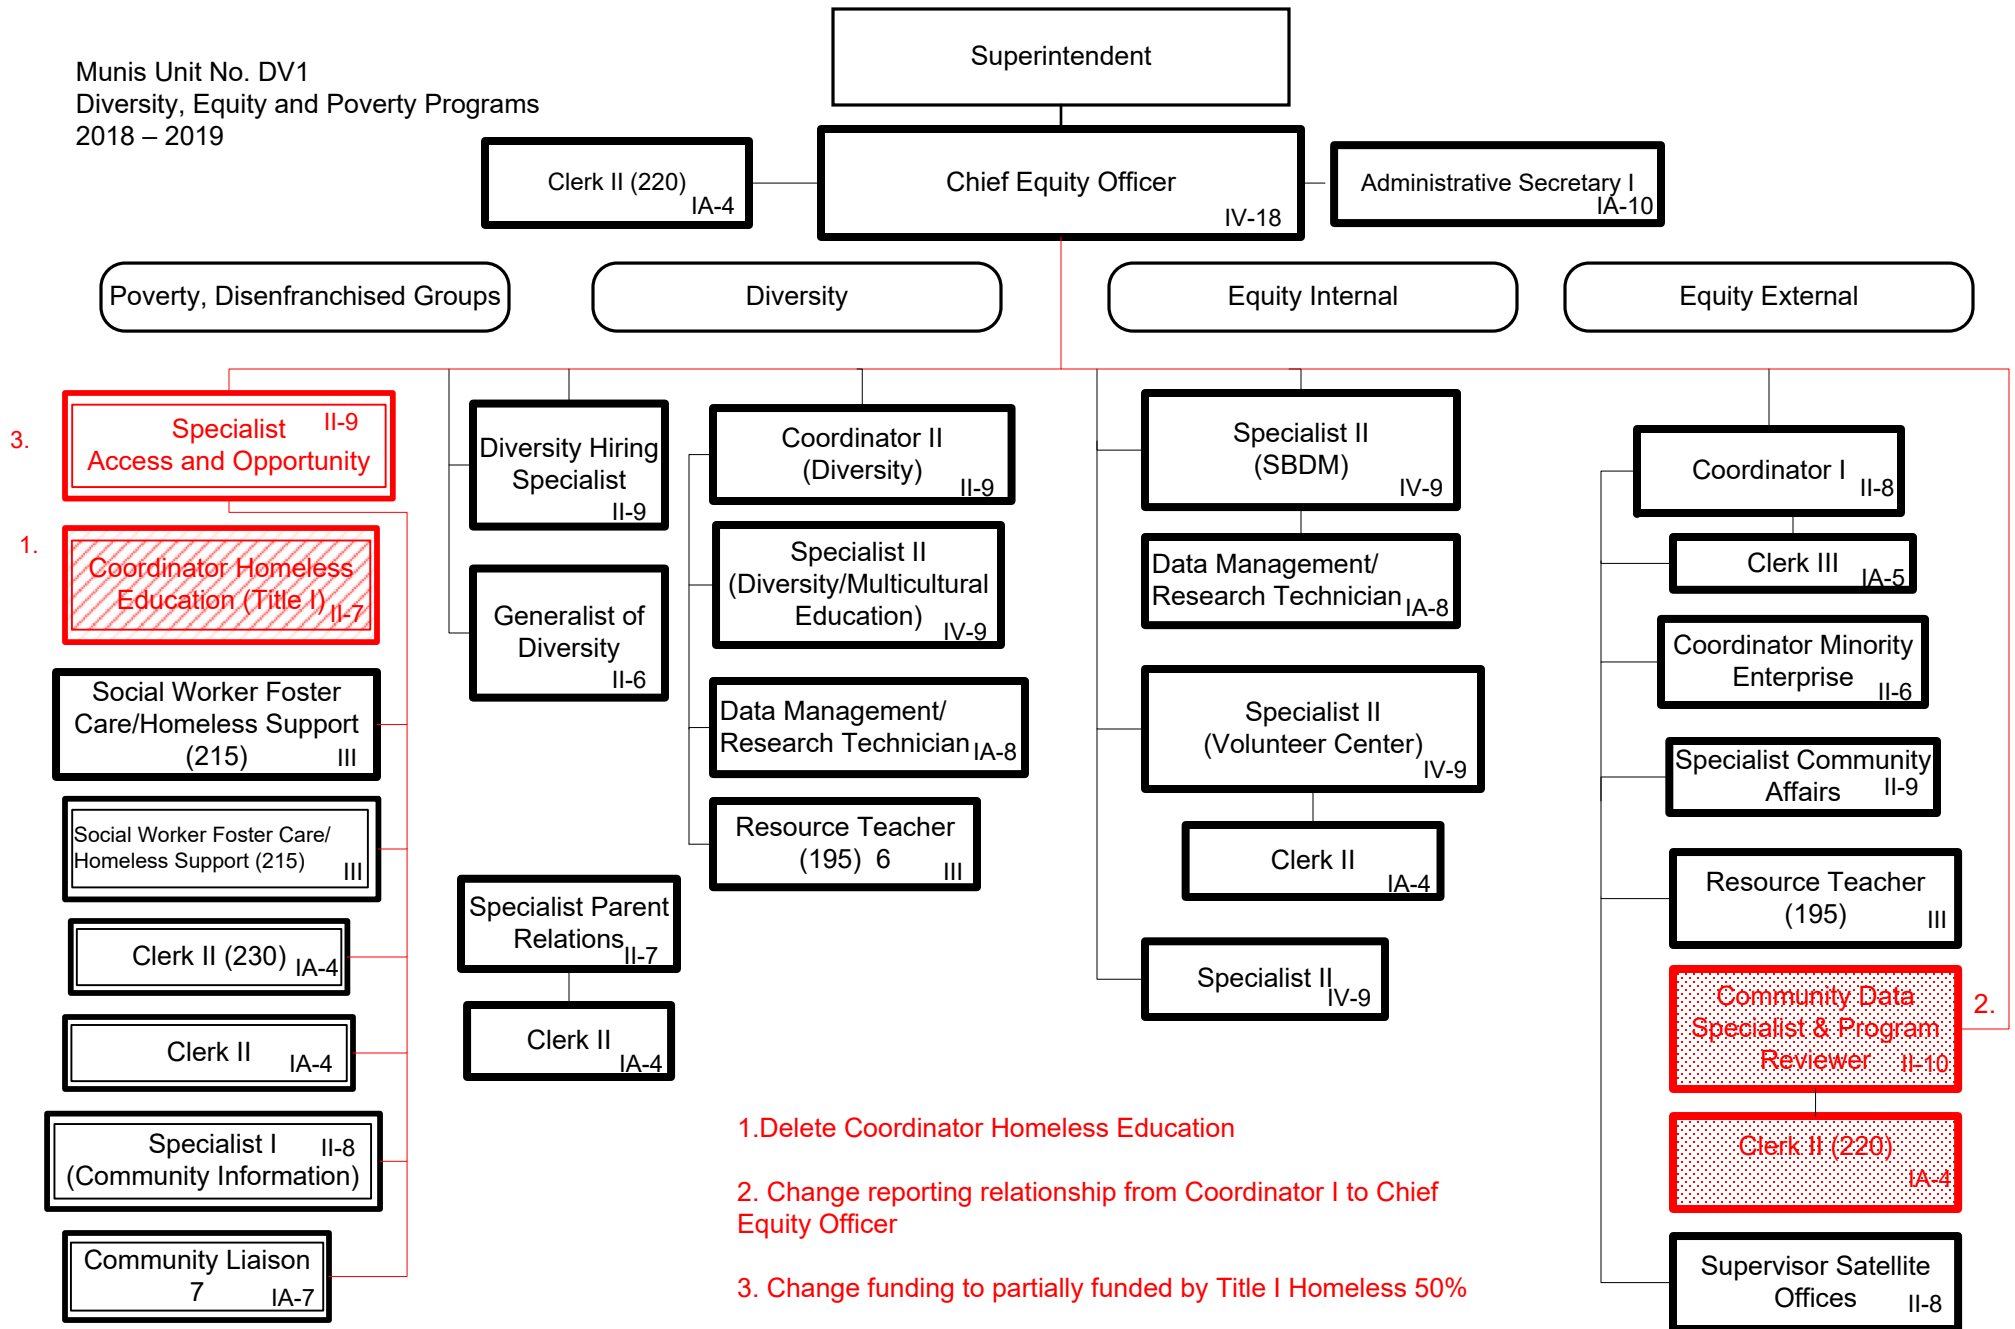 Munis Unit No. DV1
Diversity, Equity and Poverty Programs
2018 – 2019
Superintendent
Clerk II (220)
IA-4
Chief Equity Officer
IV-18
Administrative Secretary I
IA-10
Poverty, Disenfranchised Groups
Diversity
Equity Internal
Equity External
3.
Specialist II-9
Access and Opportunity
1.
Coordinator Homeless
Education (Title I)
II-7
Social Worker Foster
Care/Homeless Support
(215) III
Social Worker Foster Care/
Homeless Support (215)
III
Clerk II (230) IA-4
Clerk II
IA-4
Specialist I II-8
(Community Information)
Community Liaison
7
IA-7
Diversity Hiring
Specialist
II-9
Generalist of
Diversity
II-6
Specialist Parent
Relations
II-7
Clerk II
IA-4
Coordinator II
(Diversity)
II-9
Specialist II
(Diversity/Multicultural
Education)
IV-9
Data Management/
Research Technician IA-8
Resource Teacher
(195) 6 III
Specialist II
(SBDM)
IV-9
Data Management/
Research Technician IA-8
Specialist II
(Volunteer Center)
IV-9
Clerk II
IA-4
Specialist II
IV-9
Coordinator I
II-8
Clerk III
IA-5
Coordinator Minority
Enterprise II-6
Specialist Community
Affairs II-9
Resource Teacher
(195) III
Community Data
Specialist & Program
Reviewer II-10
2.
Clerk II (220)
IA-4
Supervisor Satellite
Offices II-8
1.Delete Coordinator Homeless Education
2. Change reporting relationship from Coordinator I to Chief
Equity Officer
3. Change funding to partially funded by Title I Homeless 50%